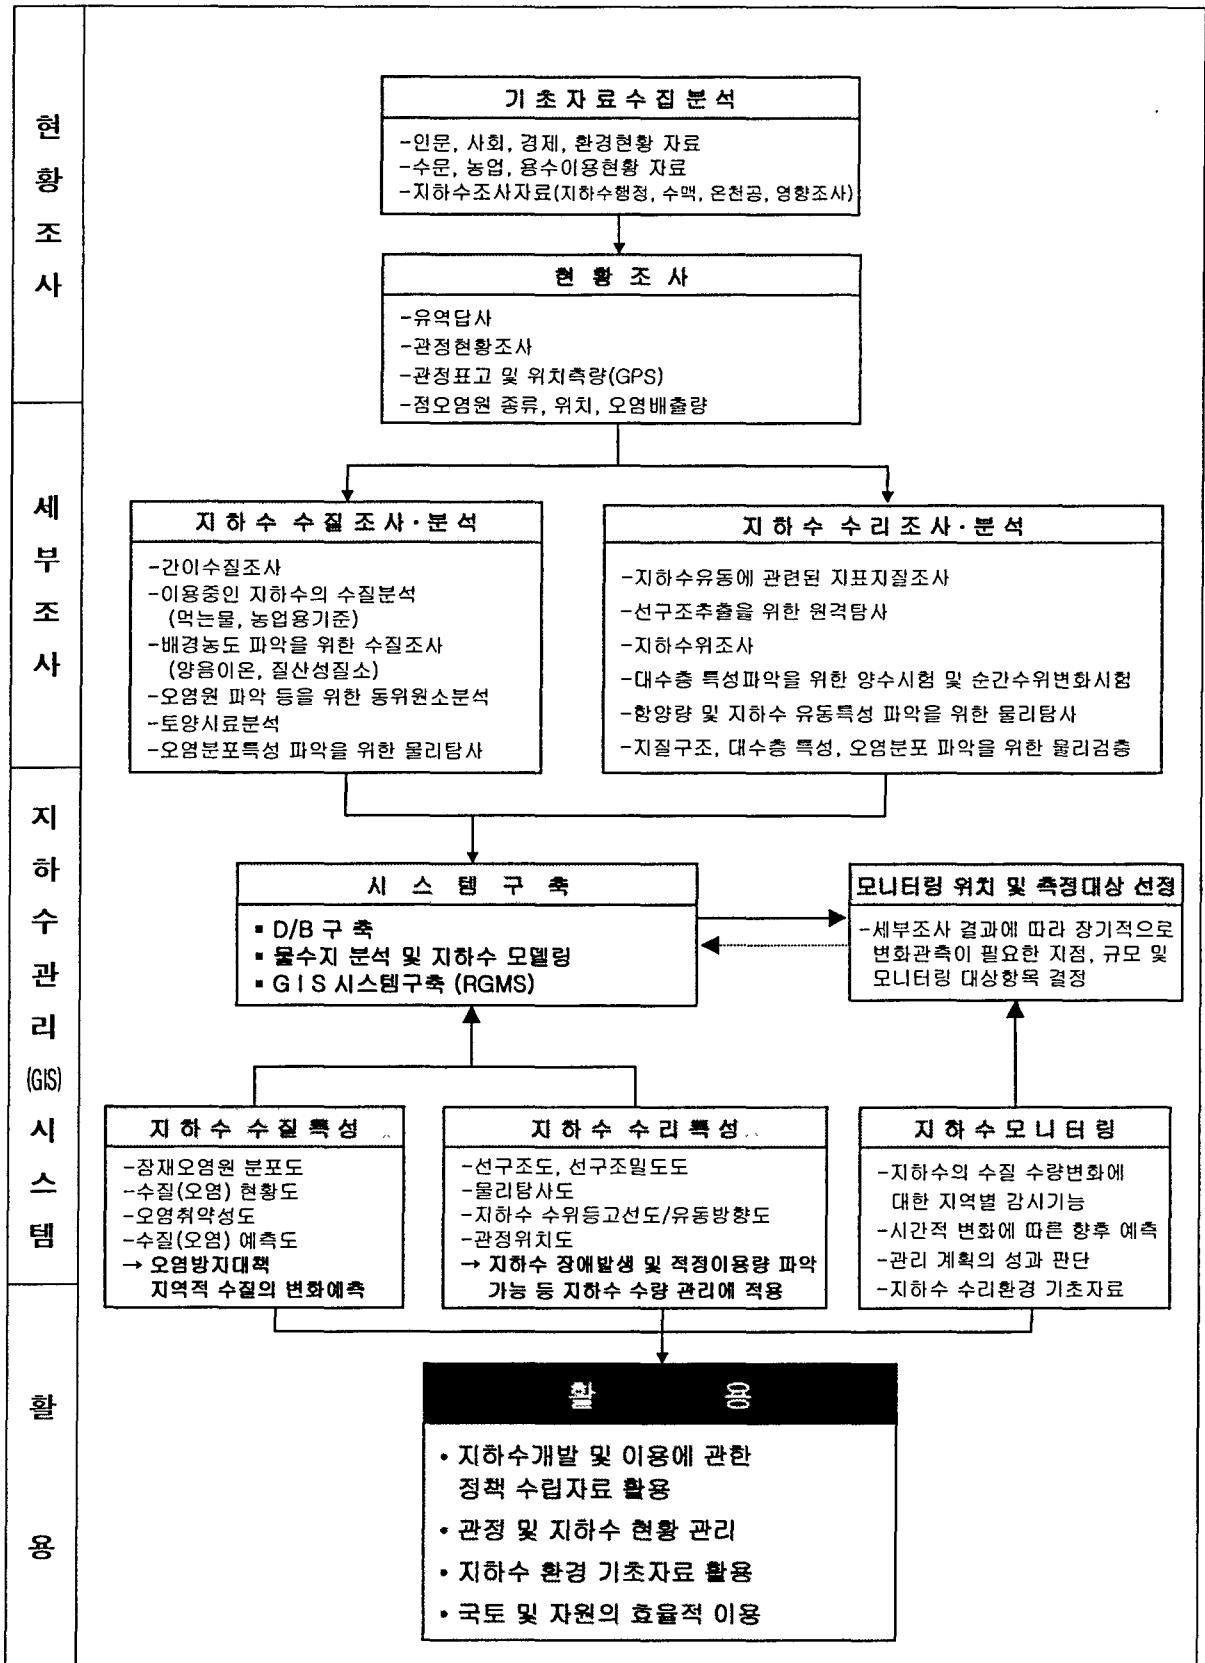 현황조사
기 초 자 료 수 집 분 석
-인문, 사회, 경제, 환경현황 자료
-수문, 농업, 용수이용현황 자료
-지하수조사자료(지하수행정, 수맥, 온천공, 영향조사)
현 황 조 사
-유역답사
-관정현황조사
-관정표고 및 위치측량(GPS)
-점오염원 종류, 위치, 오염배출량
세부조사
지 하 수 수 질 조 사 · 분 석
-간이수질조사
-이용중인 지하수의 수질분석
(먹는물, 농업용기준)
-배경농도 파악을 위한 수질조사
(양음이온, 질산성질소)
-오염원 파악 등을 위한 동위원소분석
-토양시료분석
-오염분포특성 파악을 위한 물리탐사
지 하 수 수 리 조 사 · 분 석
-지하수유동에 관련된 지표지질조사
-선구조추출을 위한 원격탐사
-지하수위조사
-대수층 특성파악을 위한 양수시험 및 순간수위변화시험
-함양량 및 지하수 유동특성 파악을 위한 물리탐사
-지질구조, 대수층 특성, 오염분포 파악을 위한 물리검층
지하수관리(GIS)시스템
시 스 템 구 축
▪ D/B 구 축
▪ 물수지 분석 및 지하수 모델링
▪ G I S 시스템구축 (RGMS)
모니터링 위치 및 측정대상 선정
-세부조사 결과에 따라 장기적으로
변화관측이 필요한 지점, 규모 및
모니터링 대상항목 결정
지 하 수 수 질 특 성
-잠재오염원 분포도
-수질(오염) 현황도
-오염취약성도
-수질(오염) 예측도
→ 오염방지대책
지역적 수질의 변화예측
지 하 수 수 리 특 성
-선구조도, 선구조밀도도
-물리탐사도
-지하수 수위등고선도/유동방향도
-관정위치도
→ 지하수 장애발생 및 적정이용량 파악
가능 등 지하수 수량 관리에 적용
지 하 수 모 니 터 링
-지하수의 수질 수량변화에
대한 지역별 감시기능
-시간적 변화에 따른 향후 예측
-관리 계획의 성과 판단
-지하수 수리환경 기초자료
활용
활 용
• 지하수개발 및 이용에 관한
정책 수립자료 활용
• 관정 및 지하수 현황 관리
• 지하수 환경 기초자료 활용
• 국토 및 자원의 효율적 이용